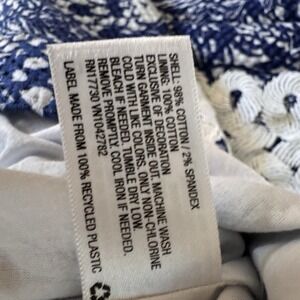 SHELL: 98% COTTON / 2% SPANDEX
LINING: 100% COTTON
EXCLUSIVE OF DECORATION
TURN GARMENT INSIDE OUT. MACHINE WASH
COLD WITH LIKE COLORS. ONLY NON-CHLORINE
BLEACH IF NEEDED. TUMBLE DRY LOW.
REMOVE PROMPTLY. COOL IRON IF NEEDED.
RN17730 VNT042782
LABEL MADE FROM 100% RECYCLED PLASTIC